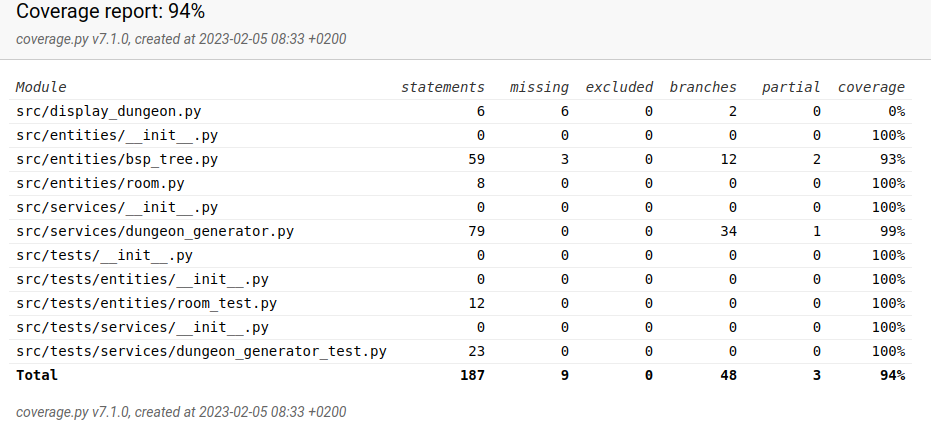 Coverage report: 94%
coverage.py v7.1.0, created at 2023-02-05 08:33 +0200
Module statements missing excluded branches partial coverage
src/display_dungeon.py 6 6 0 2 0 0%
src/entities/__init__.py 0 0 0 0 0 100%
src/entities/bsp_tree.py 59 3 0 12 2 93%
src/entities/room.py 8 0 0 0 0 100%
src/services/__init__.py 0 0 0 0 0 100%
src/services/dungeon_generator.py 79 0 0 34 1 99%
src/tests/__init__.py 0 0 0 0 0 100%
src/tests/entities/__init__.py 0 0 0 0 0 100%
src/tests/entities/room_test.py 12 0 0 0 0 100%
src/tests/services/__init__.py 0 0 0 0 0 100%
src/tests/services/dungeon_generator_test.py 23 0 0 0 0 100%
Total 187 9 0 48 3 94%
coverage.py v7.1.0, created at 2023-02-05 08:33 +0200